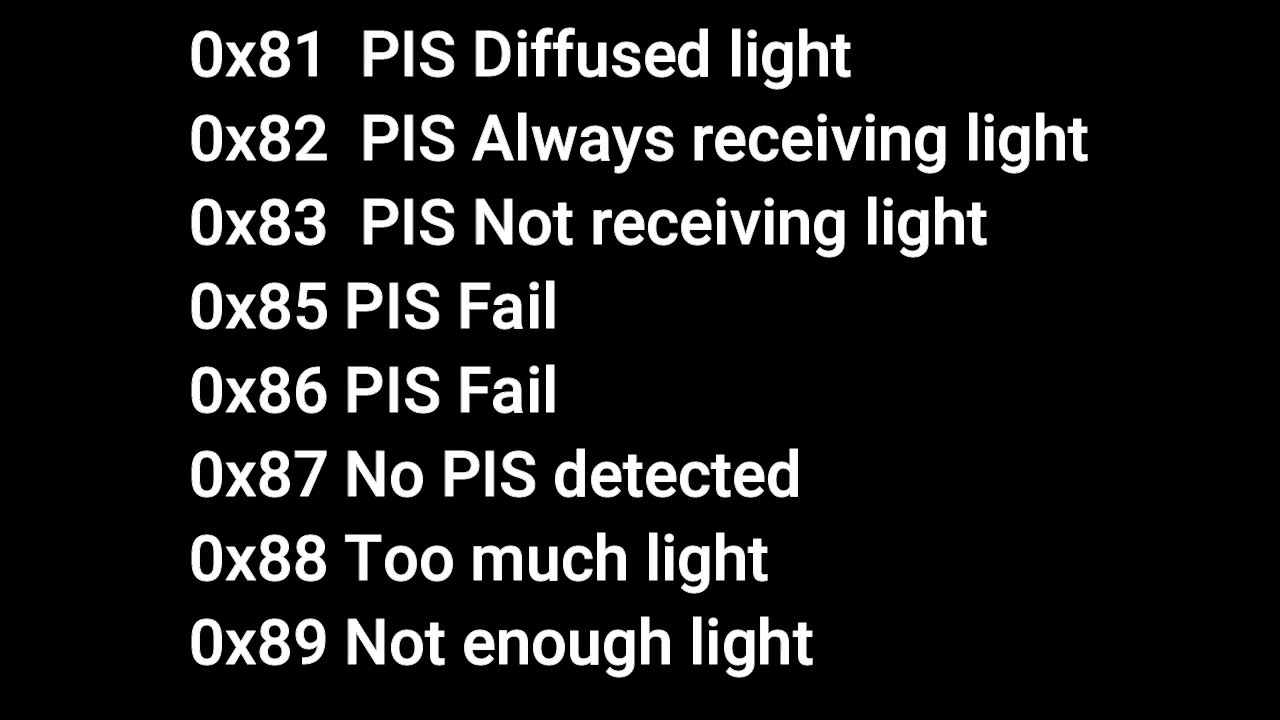 0x81  PIS Diffused light
0x82  PIS Always receiving light
0x83  PIS Not receiving light
0x85 PIS Fail
0x86 PIS Fail
0x87 No PIS detected
0x88 Too much light
0x89 Not enough light